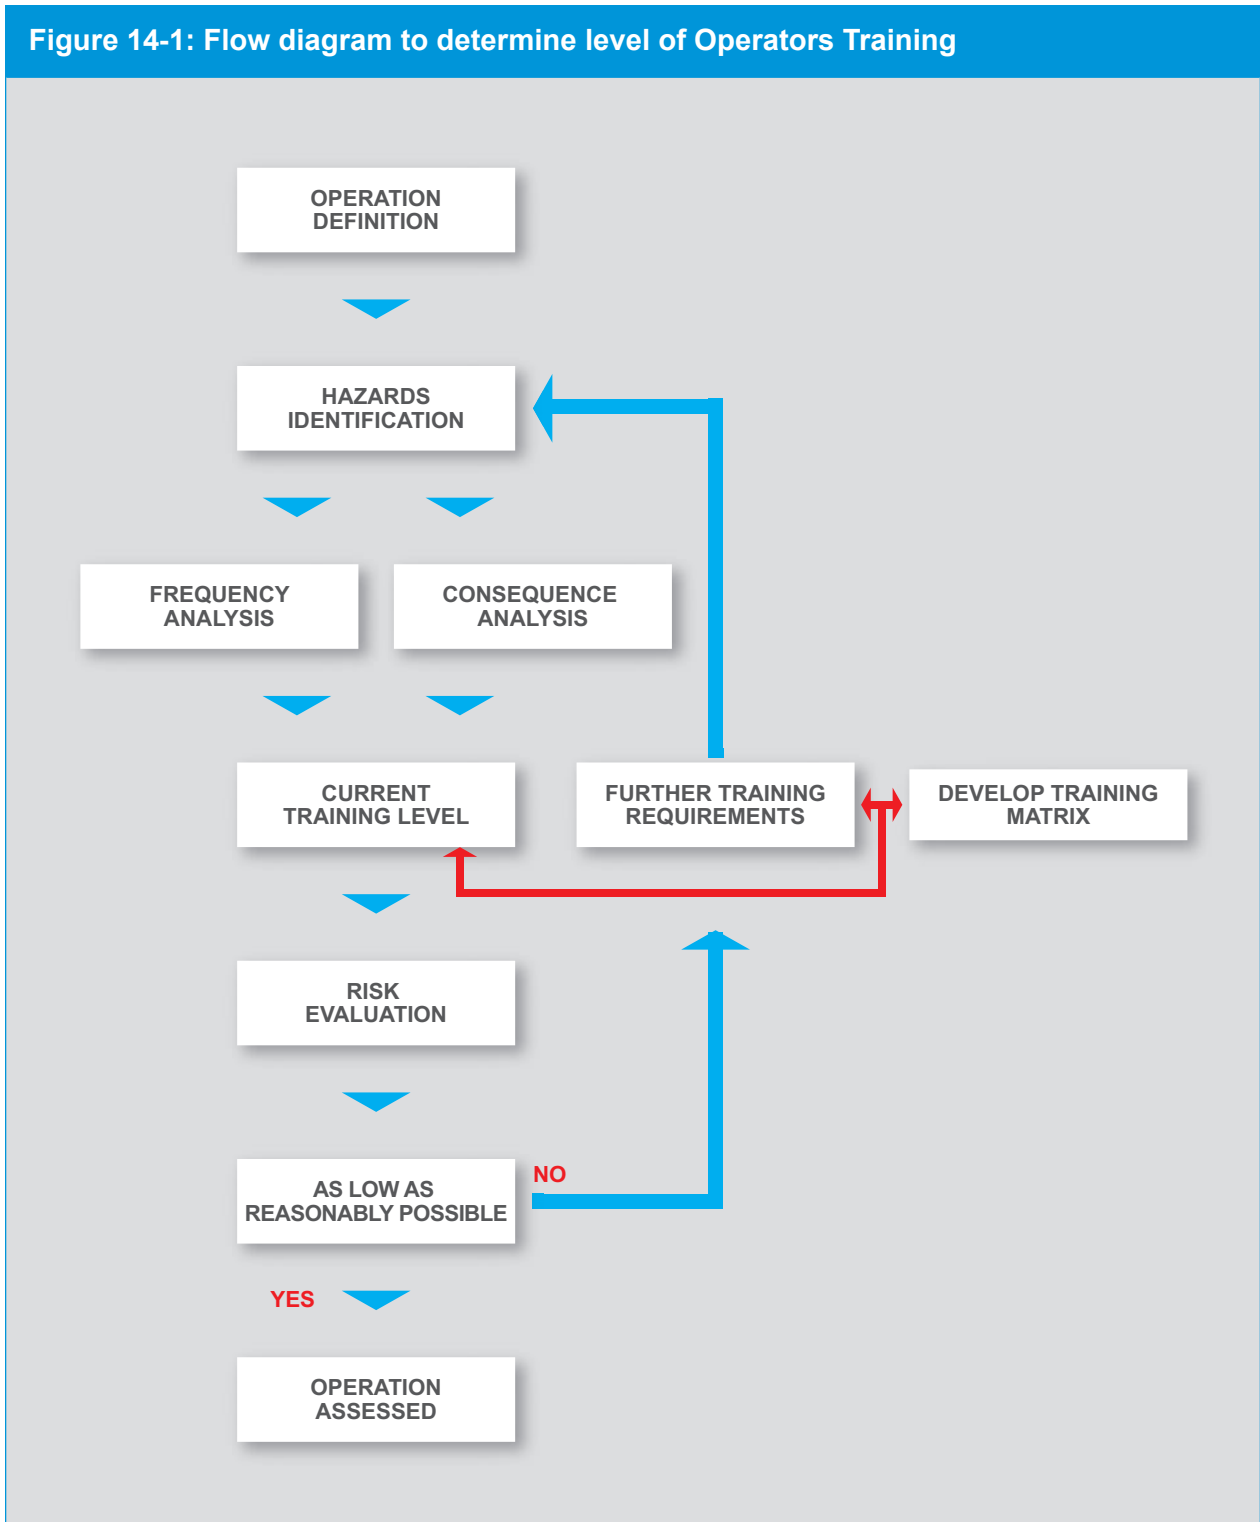 Figure 14-1: Flow diagram to determine level of Operators Training
OPERATION
DEFINITION
HAZARDS
IDENTIFICATION
FREQUENCY
ANALYSIS
CONSEQUENCE
ANALYSIS
CURRENT
TRAINING LEVEL
FURTHER TRAINING
REQUIREMENTS
DEVELOP TRAINING
MATRIX
RISK
EVALUATION
AS LOW AS
REASONABLY POSSIBLE
NO
YES
OPERATION
ASSESSED